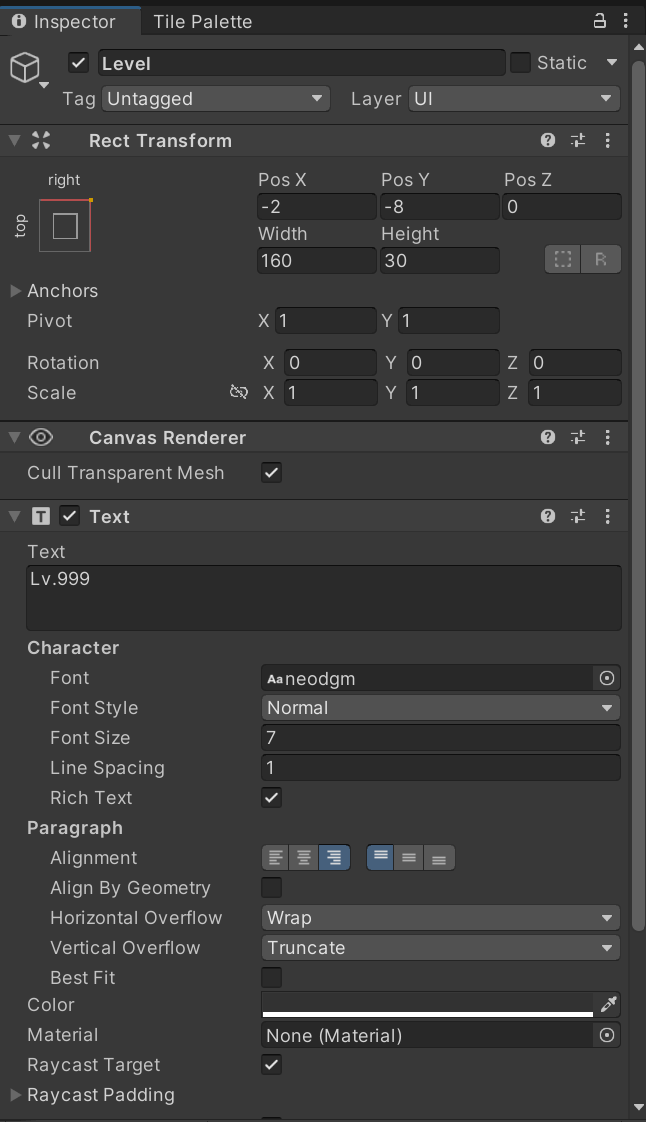 Inspector Tile Palette
Level Static
Tag Untagged Layer UI
Rect Transform
right Pos X Pos Y Pos Z
top -2 -8 0
Width Height
160 30 R
Anchors
Pivot X 1 Y 1
Rotation X 0 Y 0 Z 0
Scale X 1 Y 1 Z 1
Canvas Renderer
Cull Transparent Mesh
T Text
Text
Lv.999
Character
Font Aa neodgm
Font Style Normal
Font Size 7
Line Spacing 1
Rich Text
Paragraph
Alignment
Align By Geometry
Horizontal Overflow Wrap
Vertical Overflow Truncate
Best Fit
Color
Material None (Material)
Raycast Target
Raycast Padding